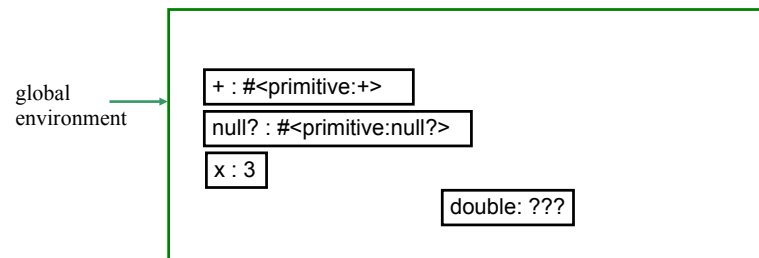 global
environment
+ : #<primitive:+>
null? : #<primitive:null?>
x : 3
double: ???